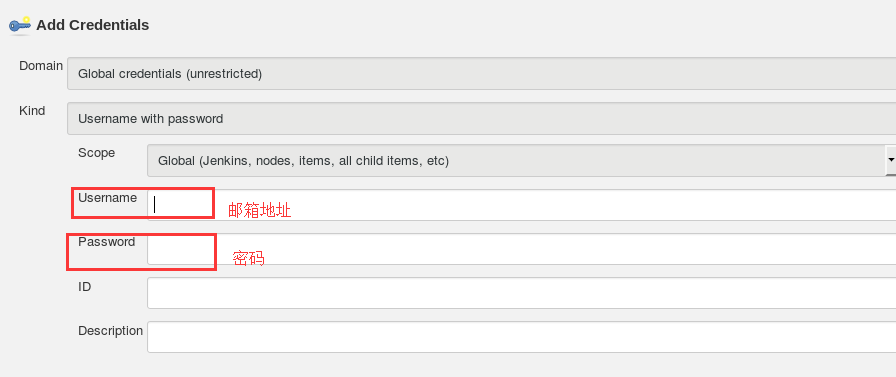 Add Credentials
Domain
Global credentials (unrestricted)
Kind
Username with password
Scope
Global (Jenkins, nodes, items, all child items, etc)
Username
邮箱地址
Password
密码
ID
Description